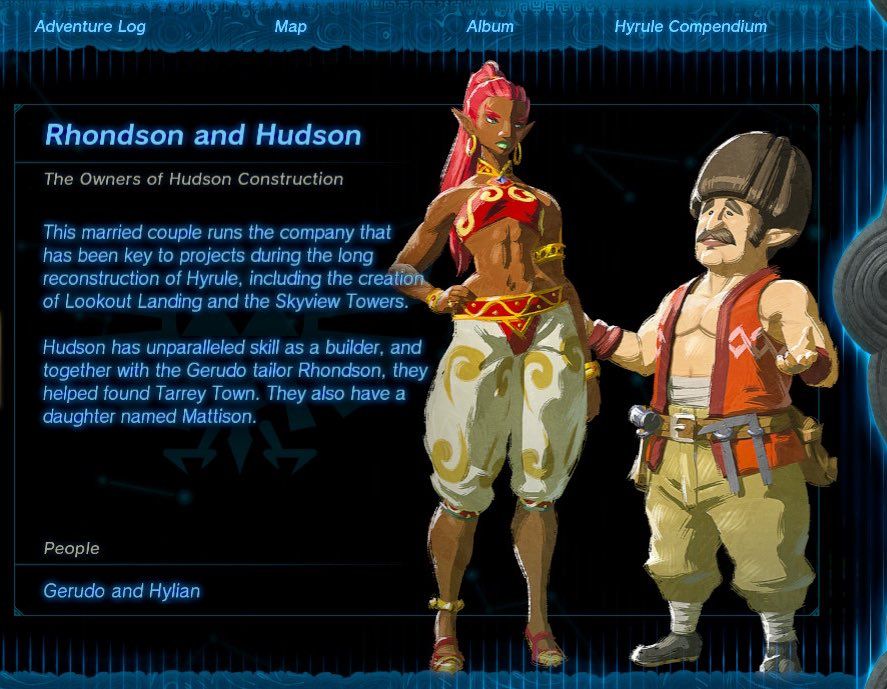 Adventure Log
Map
Album
Hyrule Compendium
Rhondson and Hudson
The Owners of Hudson Construction
This married couple runs the company that
has been key to projects during the long
reconstruction of Hyrule, including the creation
of Lookout Landing and the Skyview Towers.
Hudson has unparalleled skill as a builder, and
together with the Gerudo tailor Rhondson, they
helped found Tarrey Town. They also have a
daughter named Mattison.
People
Gerudo and Hylian